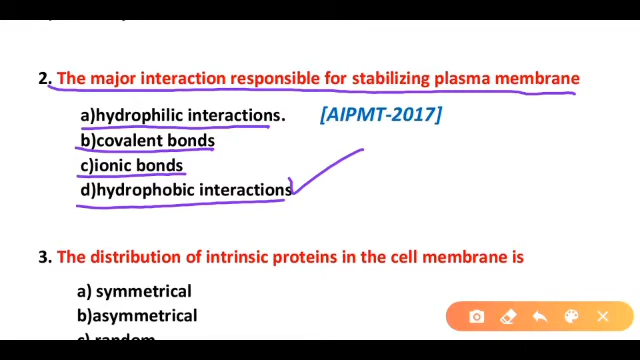 2. The major interaction responsible for stabilizing plasma membrane
a)hydrophilic interactions. [AIPMT-2017]
b)covalent bonds
c)ionic bonds
d)hydrophobic interactions
3. The distribution of intrinsic proteins in the cell membrane is
a) symmetrical
b)asymmetrical
c) random